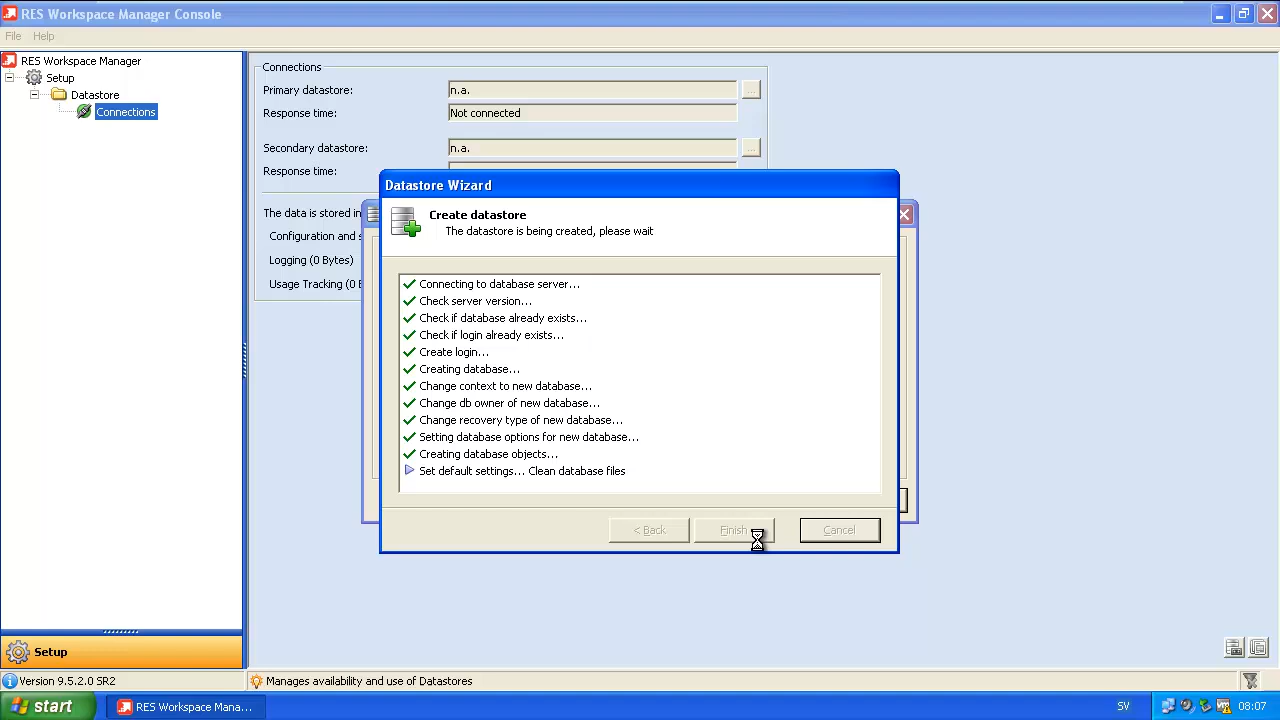 RES Workspace Manager Console
File Help
RES Workspace Manager
Setup
Datastore
Connections
Connections
Primary datastore:
n.a.
...
Response time:
Not connected
Secondary datastore:
n.a.
...
Response time:
The data is stored in
Configuration and s
Logging (0 Bytes)
Usage Tracking (0 B
Datastore Wizard
Create datastore
The datastore is being created, please wait
Connecting to database server...
Check server version...
Check if database already exists...
Check if login already exists...
Create login...
Creating database...
Change context to new database...
Change db owner of new database...
Change recovery type of new database...
Setting database options for new database...
Creating database objects...
Set default settings... Clean database files
< Back
Finish
Cancel
Setup
Version 9.5.2.0 SR2
Manages availability and use of Datastores
start
RES Workspace Mana...
SV
08:07